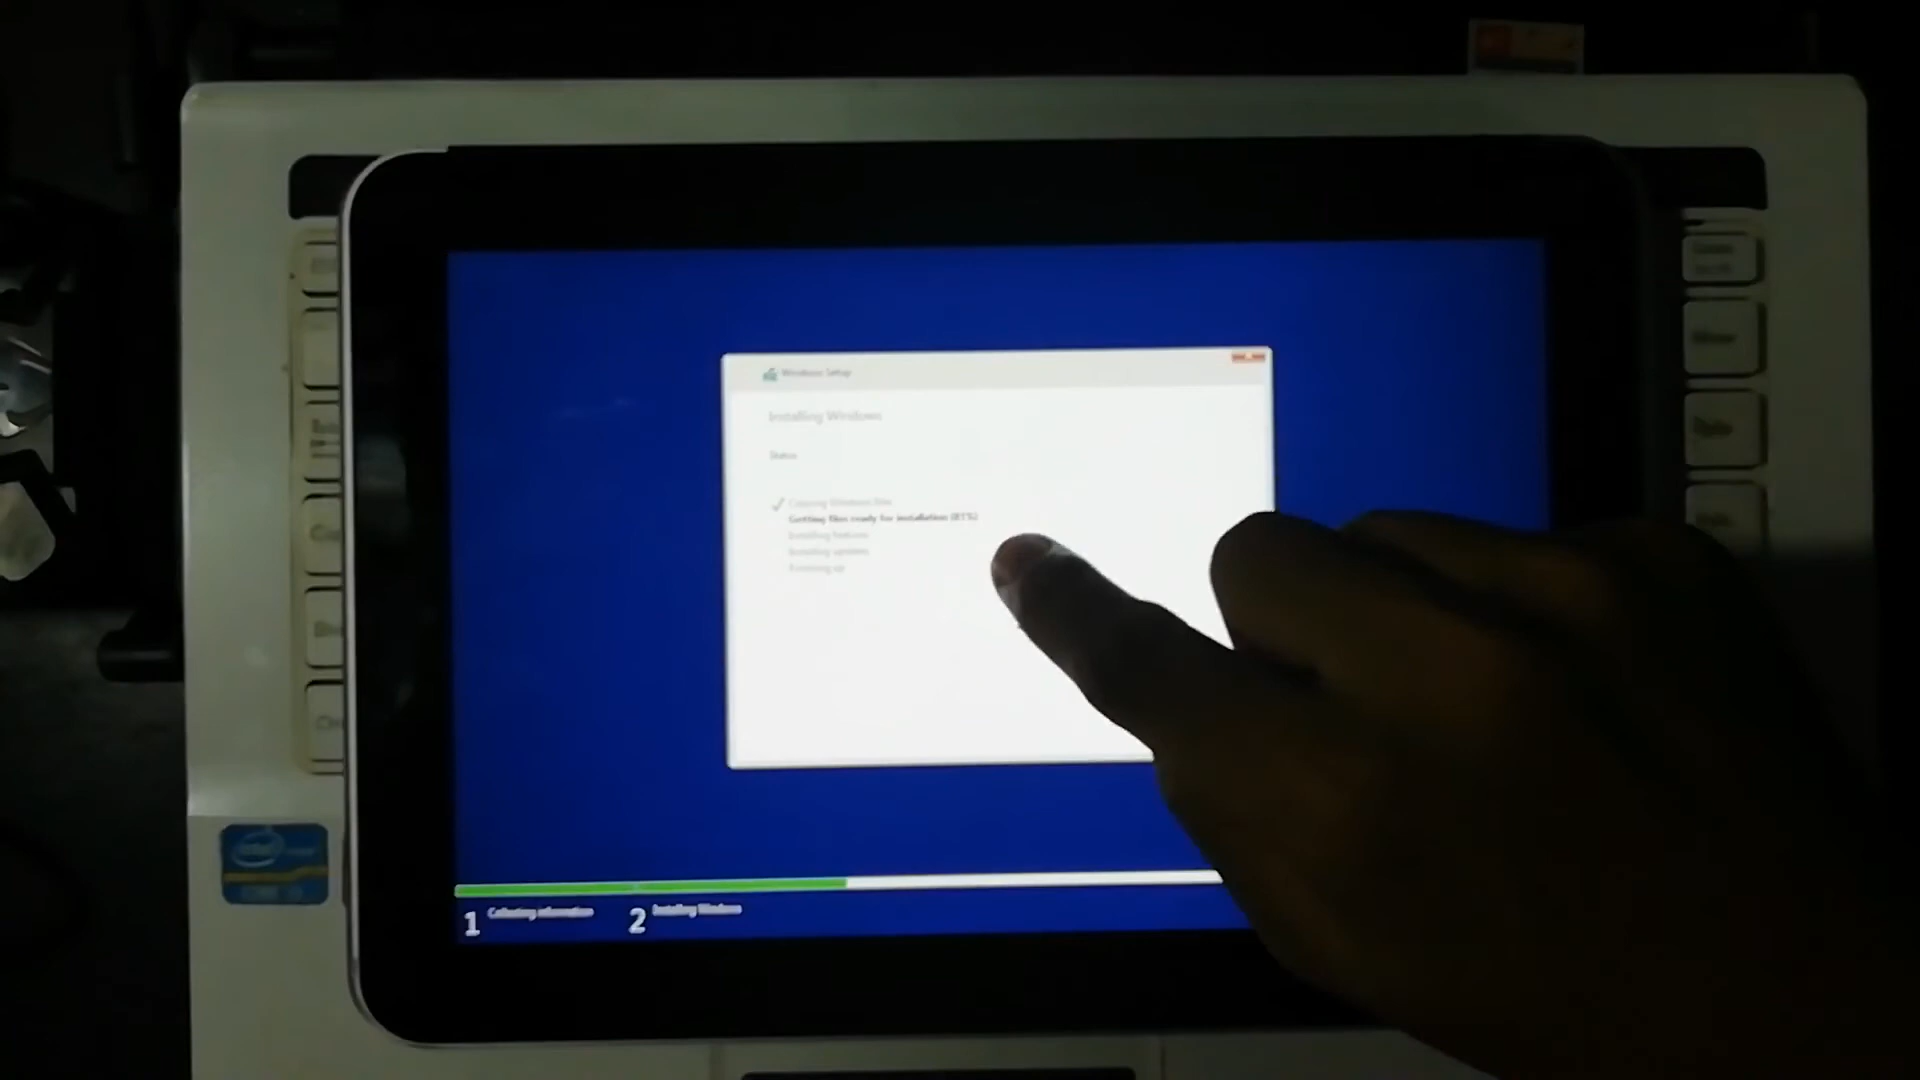 Windows Setup
Installing Windows
Status
Copying Windows files
Getting files ready for installation
Installing features
Installing updates
Finishing up
1 Collecting information
2 Installing Windows
intel